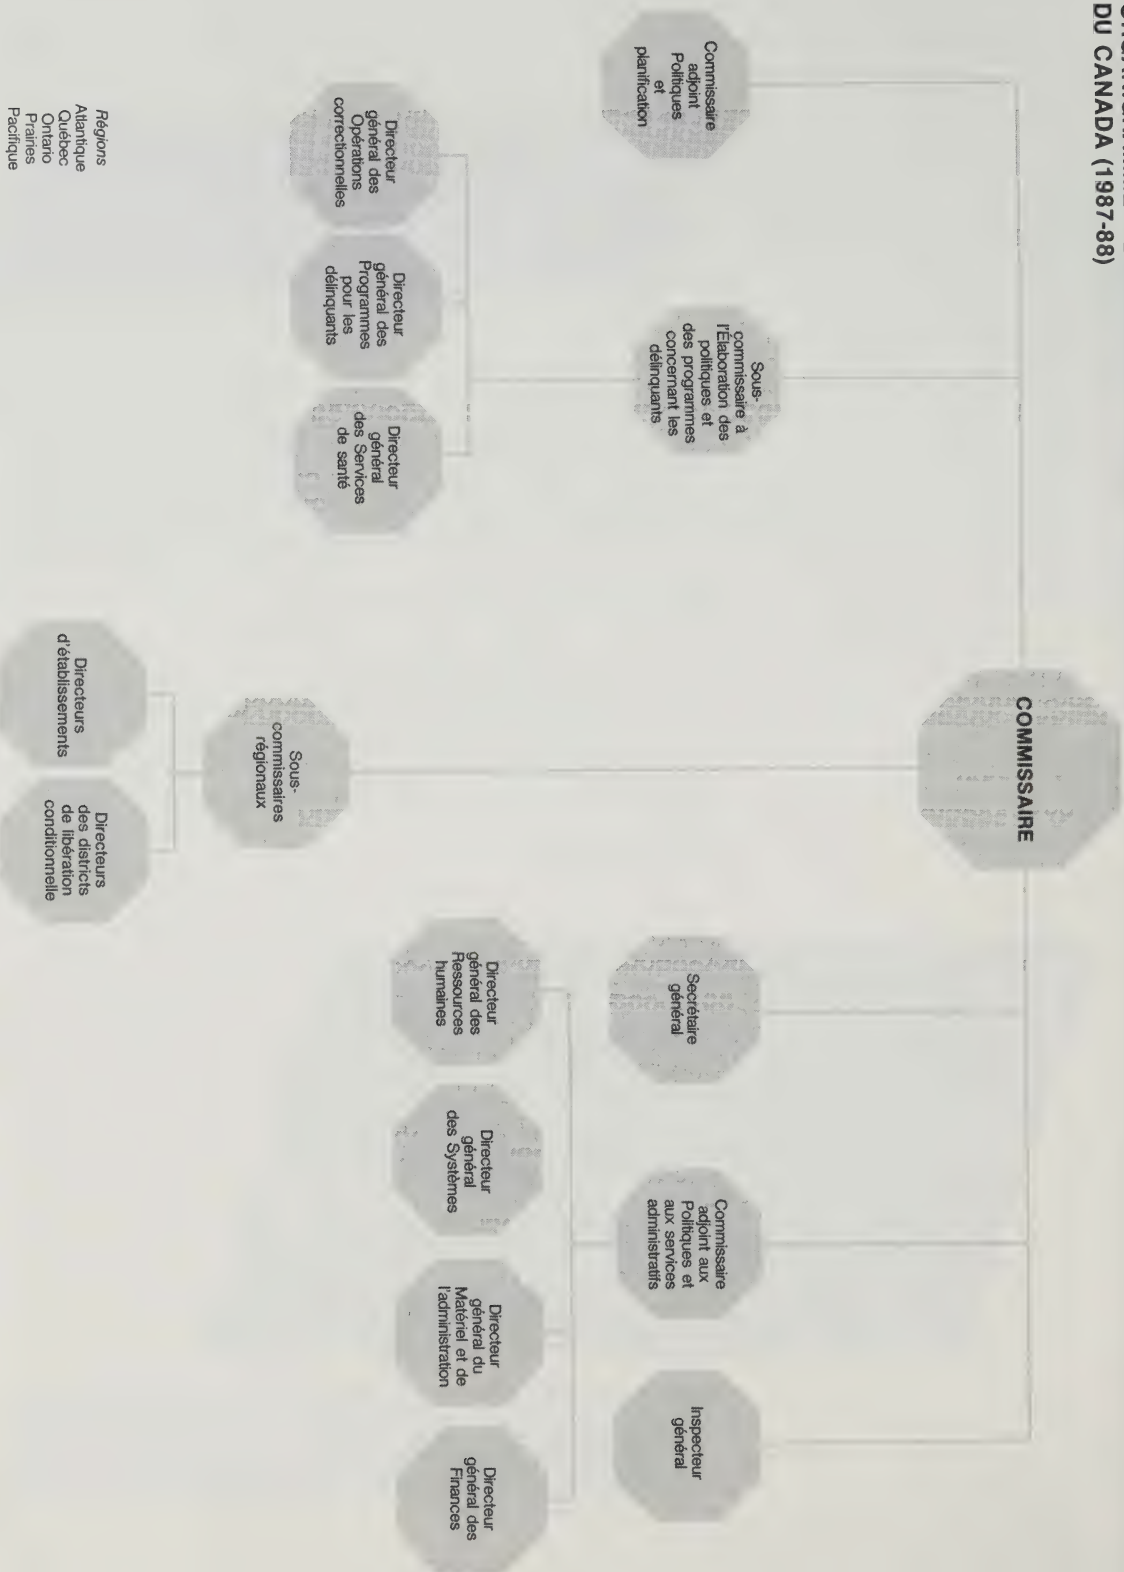 DU CANADA (1987-88)
COMMISSAIRE
Commissaire
adjoint
Politiques
et
planification
Sous-
commissaire à
l'Élaboration des
politiques et
des programmes
concernant les
délinquants
Secrétaire
général
Commissaire
adjoint aux
Politiques et
aux services
administratifs
Inspecteur
général
Directeur
général des
Opérations
correctionnelles
Directeur
général des
Programmes
pour les
délinquants
Directeur
général
des Services
de santé
Directeur
général des
Ressources
humaines
Directeur
général
des Systèmes
Directeur
général du
Matériel et de
l'administration
Directeur
général des
Finances
Sous-
commissaires
régionaux
Directeurs
d'établissements
Directeurs
des districts
de libération
conditionnelle
Régions
Atlantique
Québec
Ontario
Prairies
Pacifique